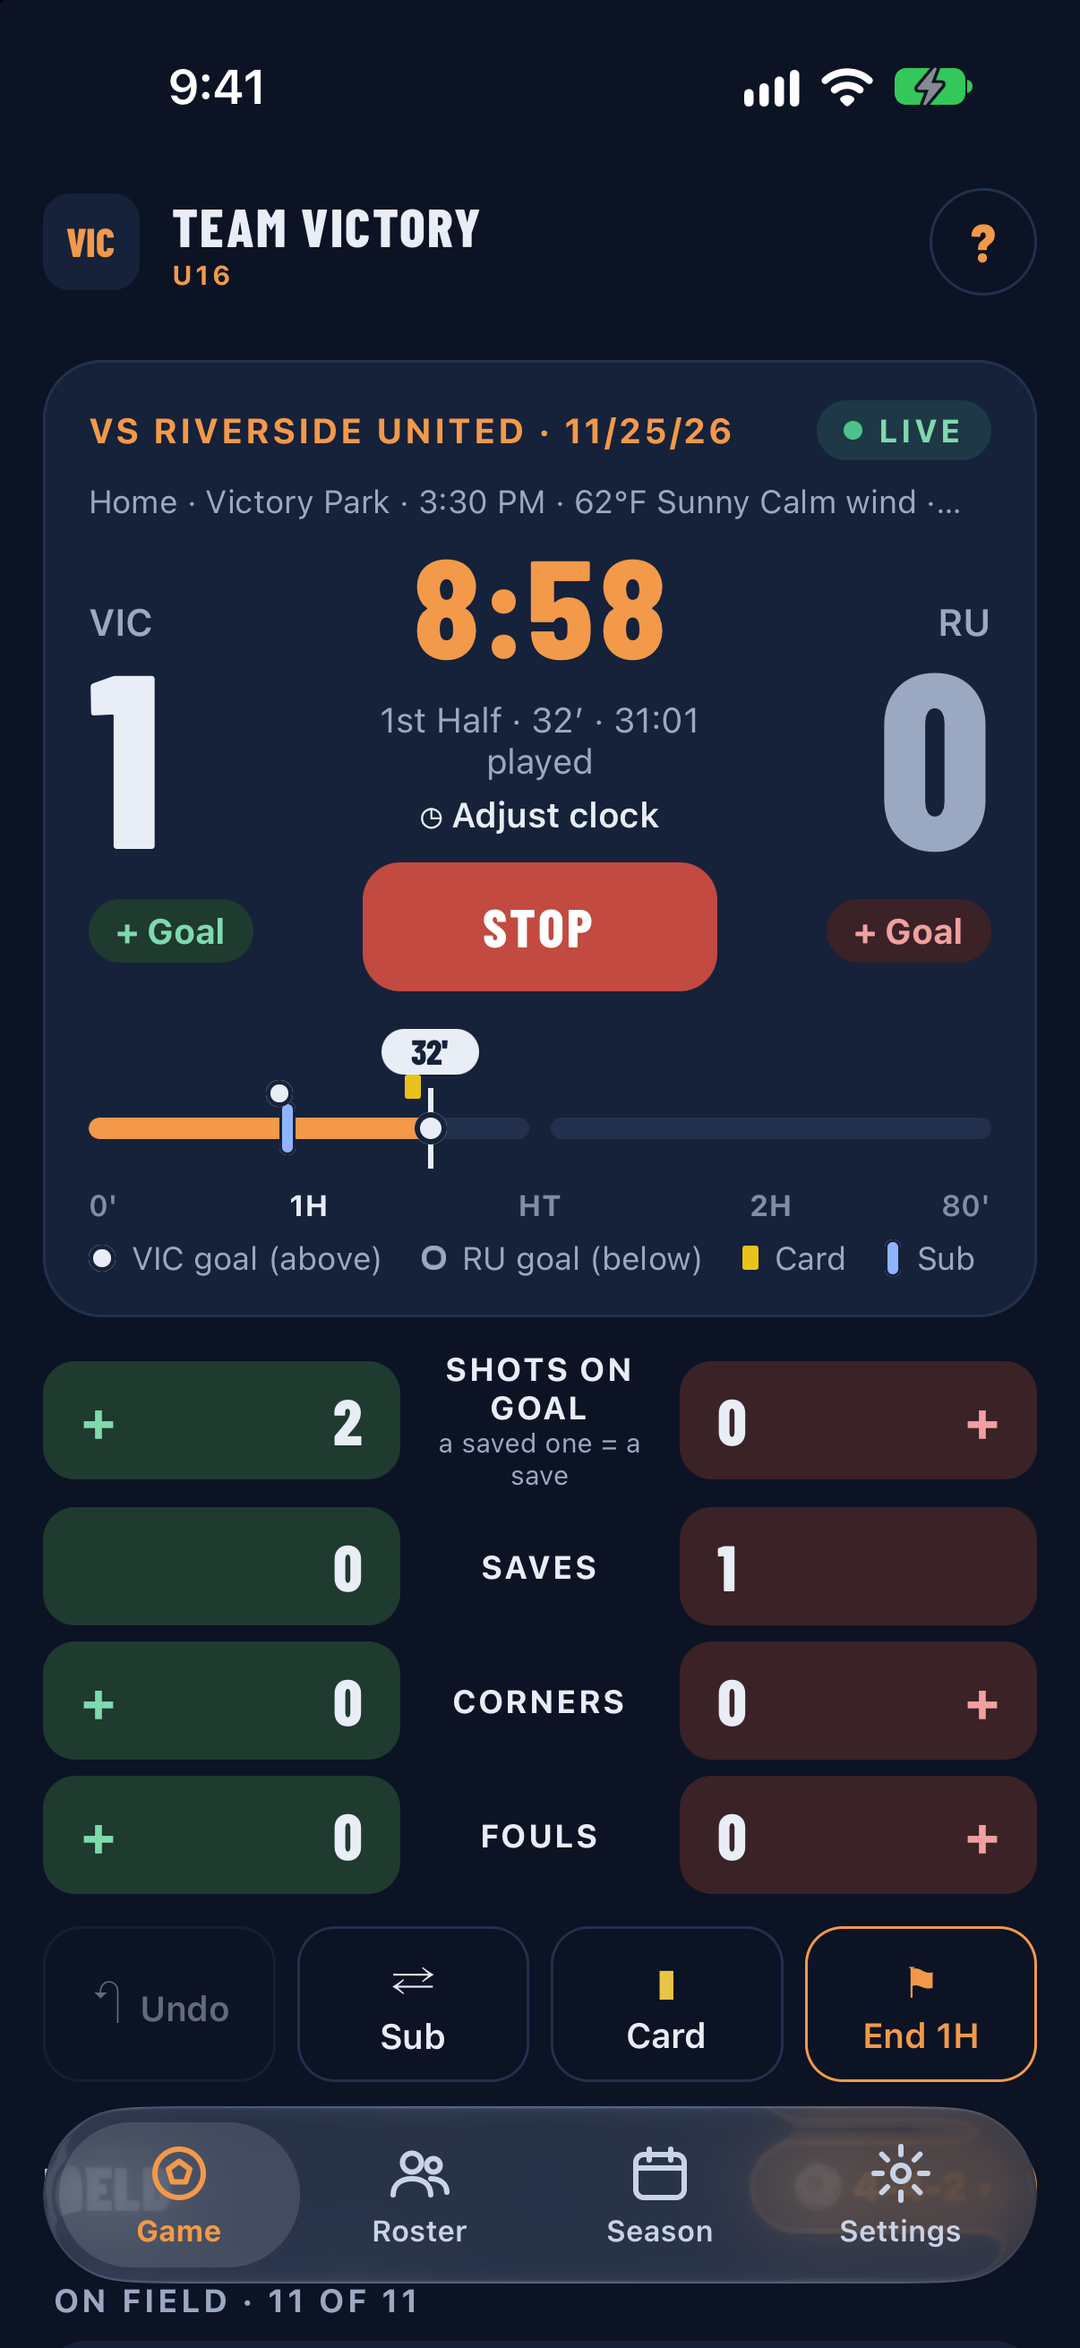 9:41
VIC
TEAM VICTORY
U16
?
VS RIVERSIDE UNITED · 11/25/26
LIVE
Home · Victory Park · 3:30 PM · 62°F Sunny Calm wind ·...
VIC
8:58
RU
1
1st Half · 32′ · 31:01
played
Adjust clock
0
+ Goal
STOP
+ Goal
32'
0'
1H
HT
2H
80'
VIC goal (above)
RU goal (below)
Card
Sub
+
2
SHOTS ON
GOAL
a saved one = a
save
0
+
0
SAVES
1
+
0
CORNERS
0
+
+
0
FOULS
0
+
Undo
Sub
Card
End 1H
Game
Roster
Season
Settings
ON FIELD · 11 OF 11